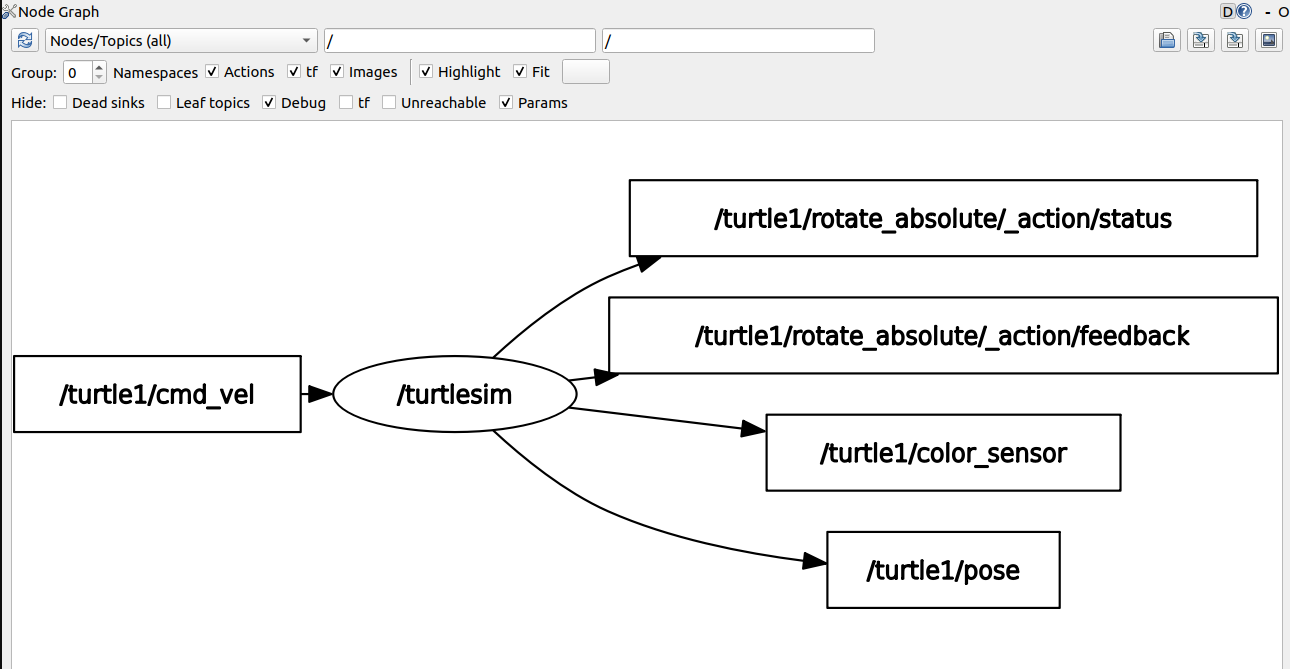 Node Graph D ? - O
Nodes/Topics (all) / /
Group: 0 Namespaces Actions tf Images Highlight Fit
Hide: Dead sinks Leaf topics Debug tf Unreachable Params
/turtle1/rotate_absolute/_action/status
/turtle1/rotate_absolute/_action/feedback
/turtle1/cmd_vel
/turtlesim
/turtle1/color_sensor
/turtle1/pose